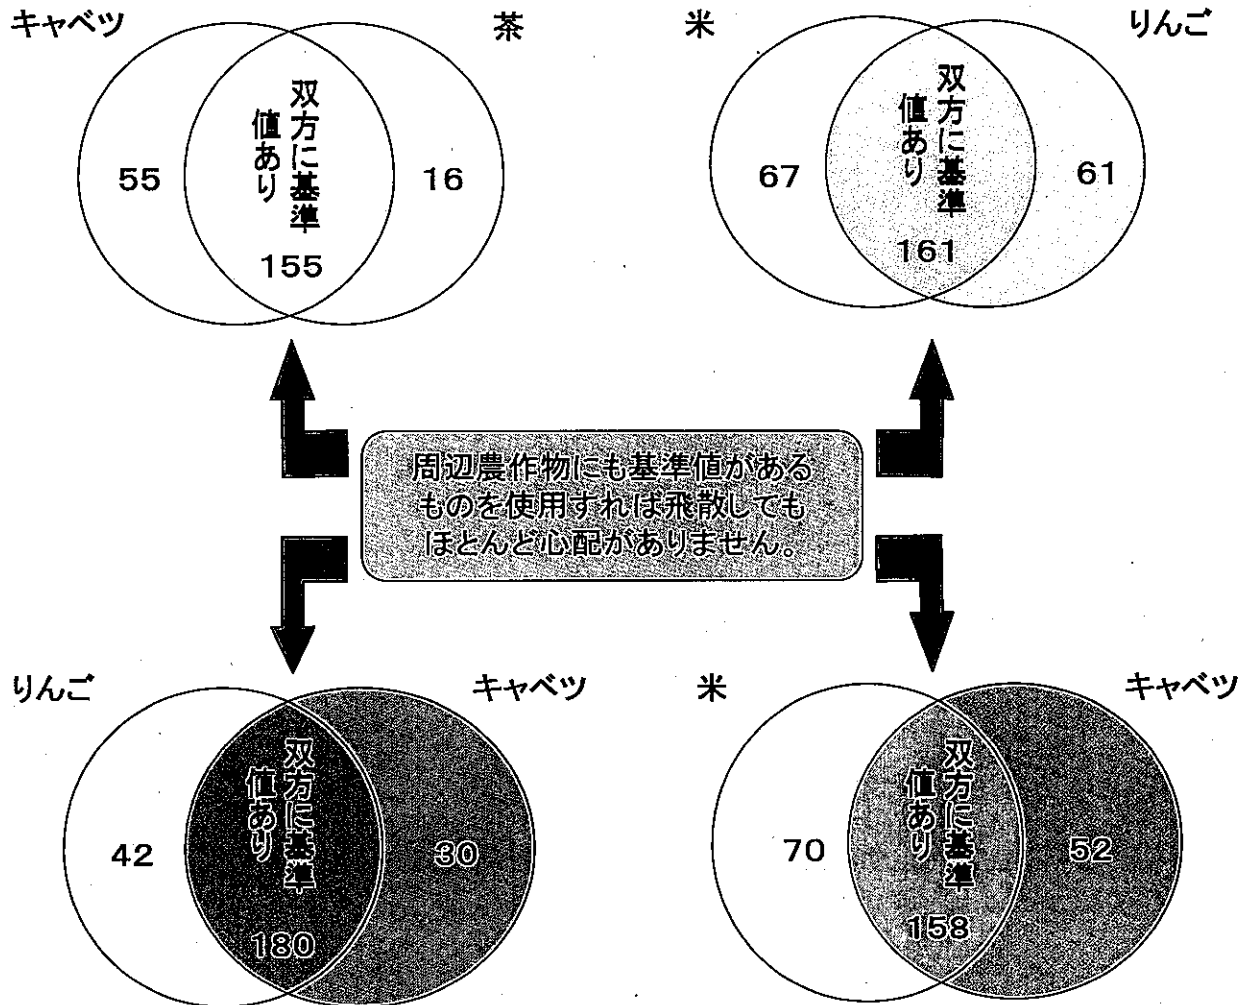 キャベツ
茶
55
双方に基準
値あり
155
16
米
りんご
67
双方に基準
値あり
161
61
周辺農作物にも基準値がある
ものを使用すれば飛散しても
ほとんど心配がありません。
りんご
キャベツ
42
双方に基準
値あり
180
30
米
キャベツ
70
双方に基準
値あり
158
52